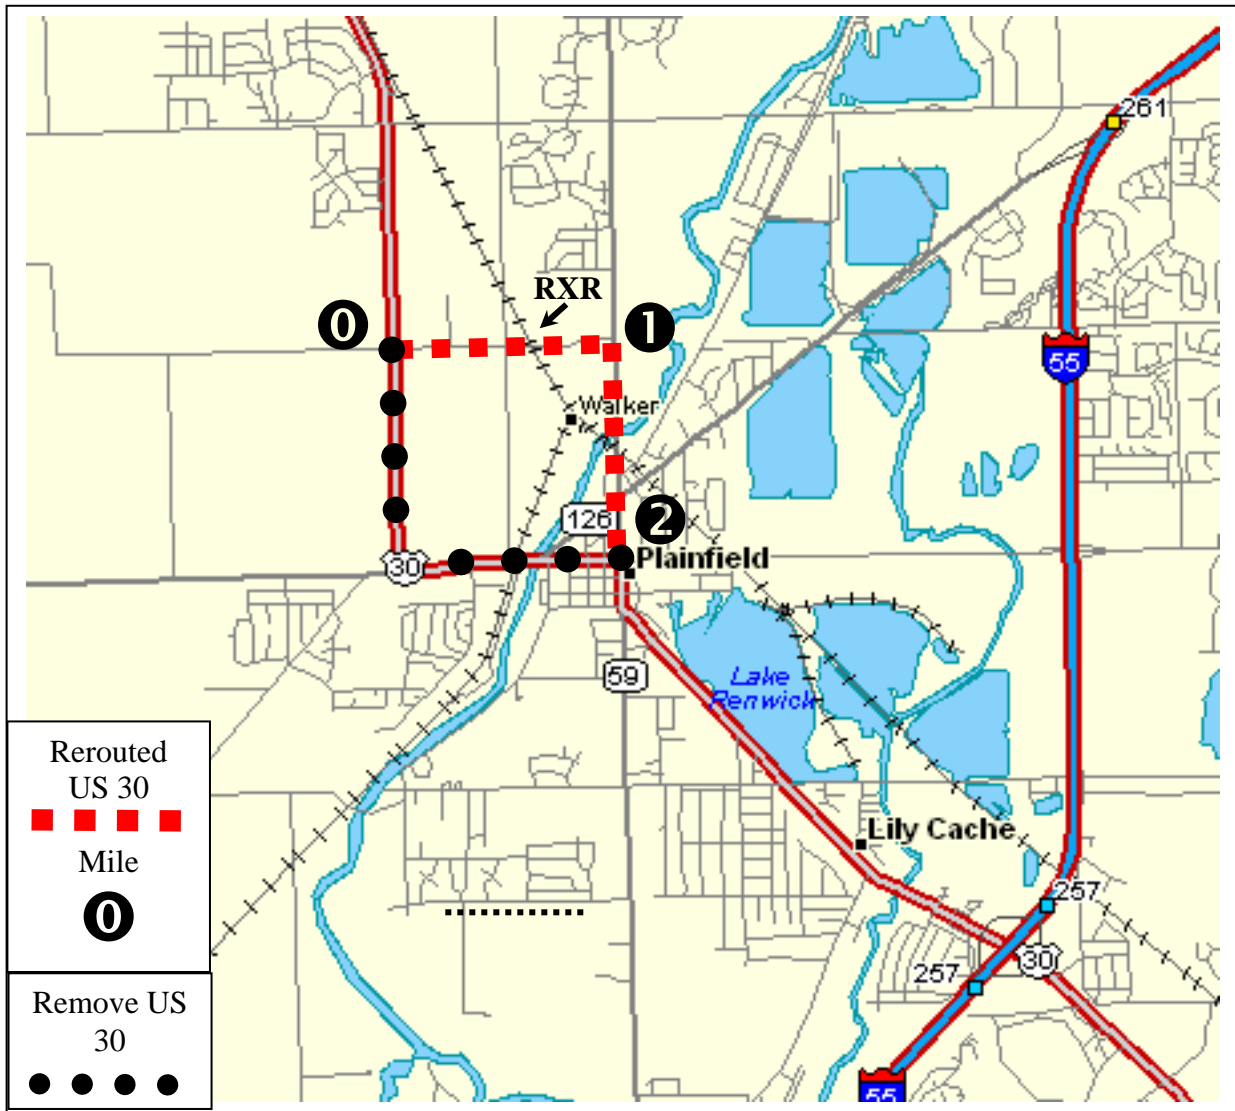 261
RXR
0
1
55
Walker
126
2
30
Plainfield
59
Lake
Renwick
Rerouted
US 30
Mile
0
Lily Cache
257
257
30
Remove US
30
55